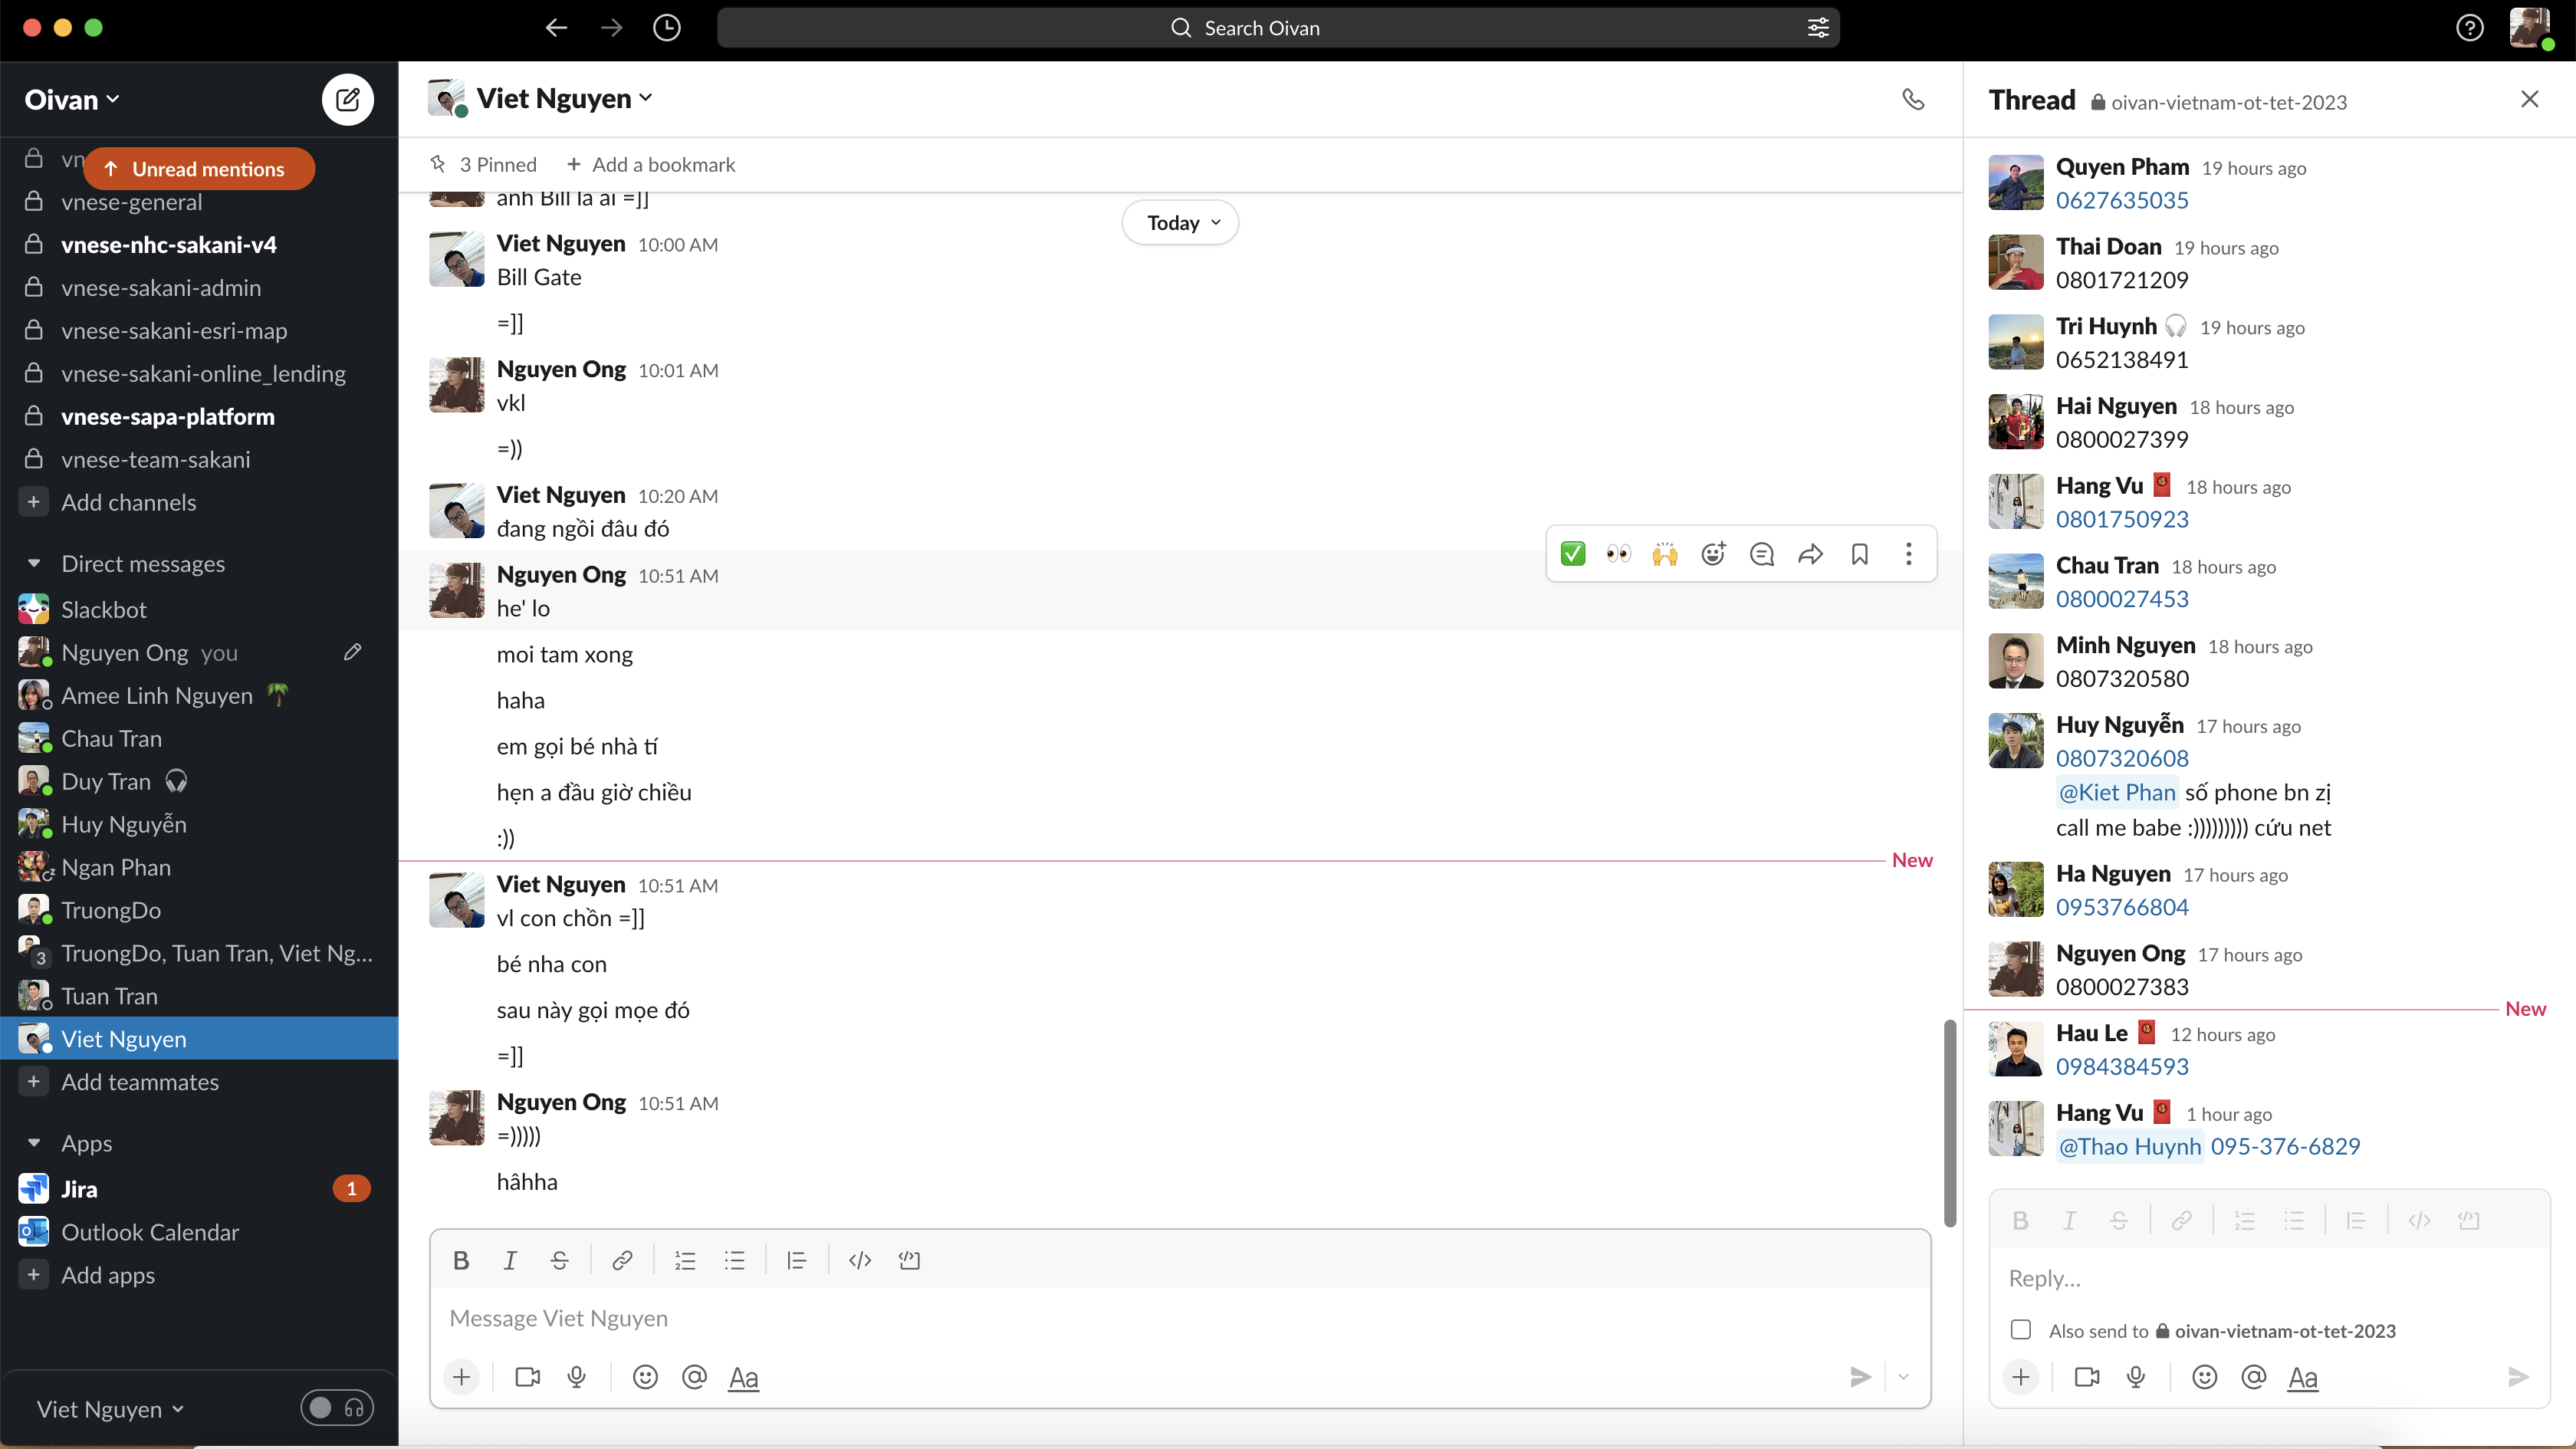 Search Oivan
Oivan
vn
Unread mentions
vnese-general
vnese-nhc-sakani-v4
vnese-sakani-admin
vnese-sakani-esri-map
vnese-sakani-online_lending
vnese-sapa-platform
vnese-team-sakani
Add channels
Direct messages
Slackbot
Nguyen Ong you
Amee Linh Nguyen
Chau Tran
Duy Tran
Huy Nguyễn
Ngan Phan
TruongDo
3 TruongDo, Tuan Tran, Viet Ng...
Tuan Tran
Viet Nguyen
Add teammates
Apps
Jira 1
Outlook Calendar
Add apps
Viet Nguyen
Viet Nguyen
3 Pinned + Add a bookmark
anh Bill la ai =]]
Today
Viet Nguyen 10:00 AM
Bill Gate
=]]
Nguyen Ong 10:01 AM
vkl
=))
Viet Nguyen 10:20 AM
đang ngồi đâu đó
Nguyen Ong 10:51 AM
he' lo
moi tam xong
haha
em gọi bé nhà tí
hẹn a đầu giờ chiều
:))
New
Viet Nguyen 10:51 AM
vl con chồn =]]
bé nha con
sau này gọi mọe đó
=]]
Nguyen Ong 10:51 AM
=)))))
hâhha
B I S
Message Viet Nguyen
+ @ Aa
Thread oivan-vietnam-ot-tet-2023
Quyen Pham 19 hours ago
0627635035
Thai Doan 19 hours ago
0801721209
Tri Huynh 19 hours ago
0652138491
Hai Nguyen 18 hours ago
0800027399
Hang Vu 18 hours ago
0801750923
Chau Tran 18 hours ago
0800027453
Minh Nguyen 18 hours ago
0807320580
Huy Nguyễn 17 hours ago
0807320608
@Kiet Phan số phone bn zị
call me babe :))))))))) cứu net
Ha Nguyen 17 hours ago
0953766804
Nguyen Ong 17 hours ago
0800027383
New
Hau Le 12 hours ago
0984384593
Hang Vu 1 hour ago
@Thao Huynh 095-376-6829
B I S
Reply...
Also send to oivan-vietnam-ot-tet-2023
+ @ Aa